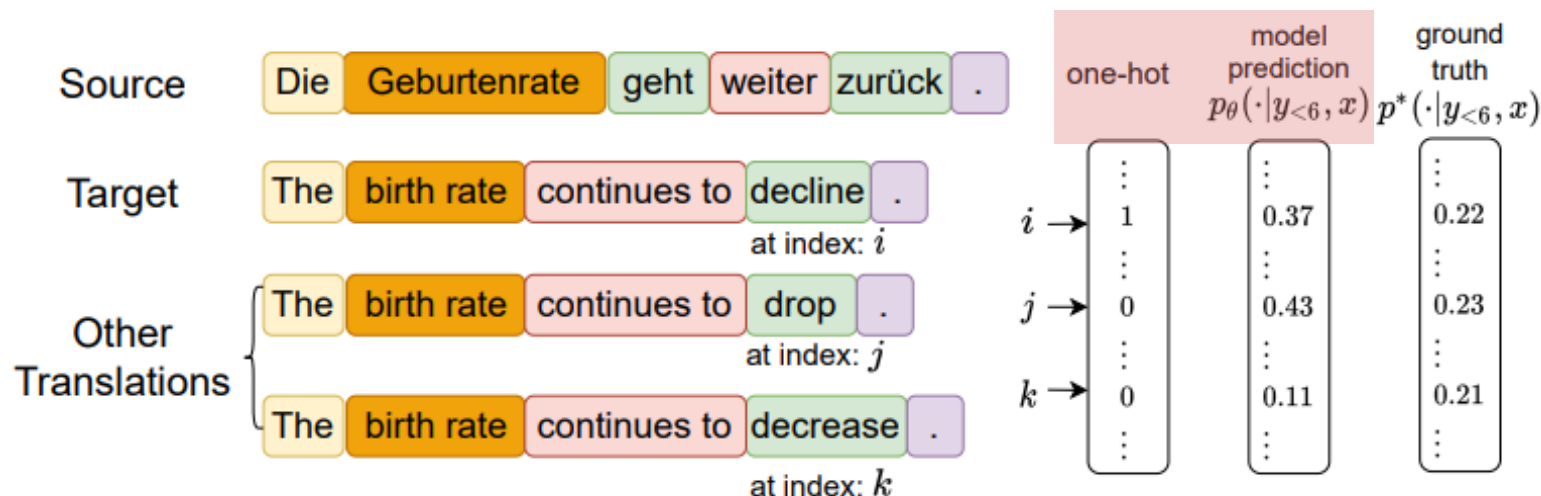 Source Die Geburtenrate geht weiter zurück .
Target The birth rate continues to decline .
at index: i
Other Translations
The birth rate continues to drop .
at index: j
The birth rate continues to decrease .
at index: k
one-hot
model prediction
pθ(·|y<6, x)
ground truth
p*(·|y<6, x)
⋮ ⋮ ⋮
i → 1 0.37 0.22
⋮ ⋮ ⋮
j → 0 0.43 0.23
⋮ ⋮ ⋮
k → 0 0.11 0.21
⋮ ⋮ ⋮